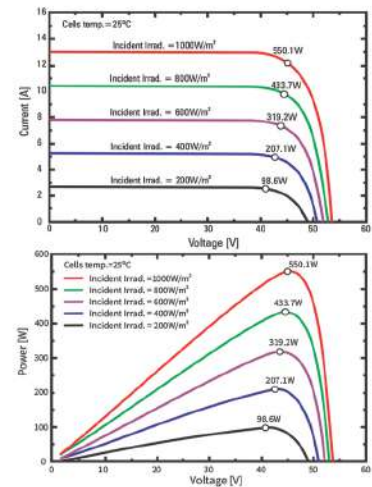 Cells temp.=25°C
16
14
12
10
8
6
4
2
0
Current [A]
Incident Irrad. = 1000W/m²
550.1W
Incident Irrad. = 800W/m²
433.7W
Incident Irrad. = 600W/m²
319.2W
Incident Irrad. = 400W/m²
207.1W
Incident Irrad. = 200W/m²
98.6W
0 10 20 30 40 50 60
Voltage [V]
Cells temp.=25°C
Incident Irrad. =1000W/m²
Incident Irrad. = 800W/m²
Incident Irrad. = 600W/m²
Incident Irrad. = 400W/m²
Incident Irrad. = 200W/m²
600
500
400
300
200
100
0
Power [W]
550.1W
433.7W
319.2W
207.1W
98.6W
0 10 20 30 40 50 60
Voltage [V]